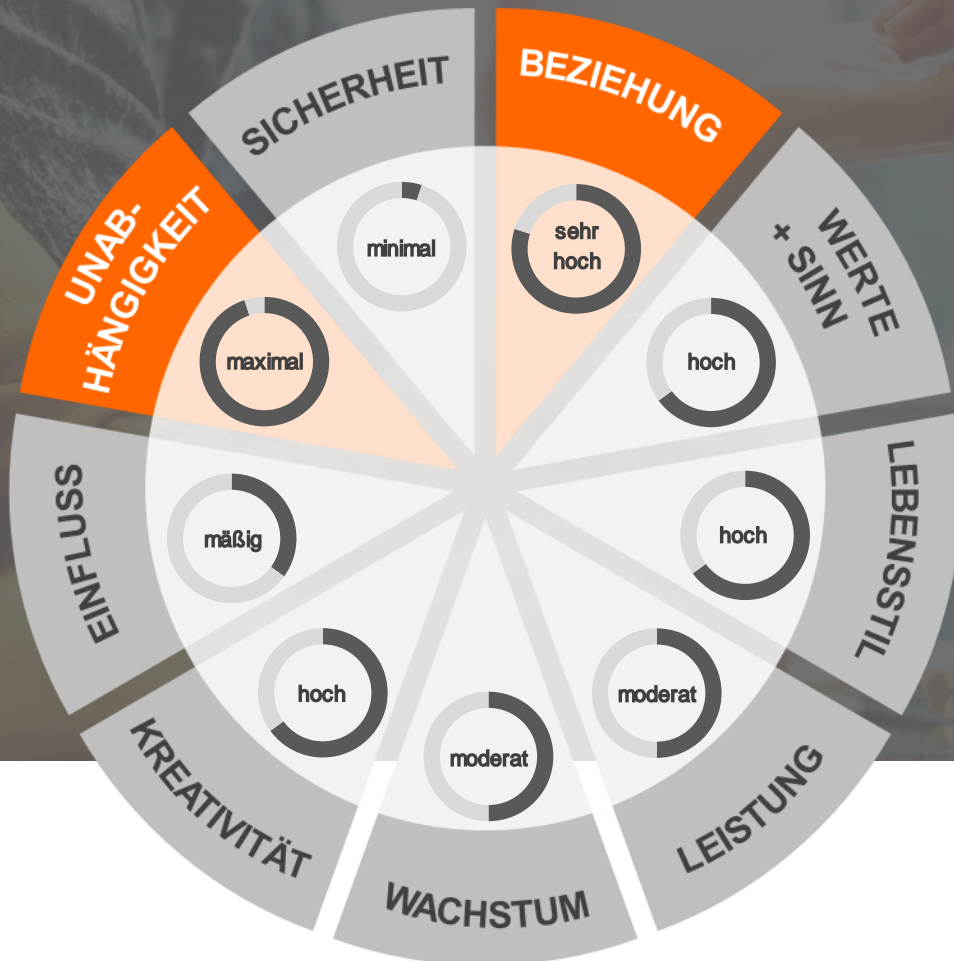 SICHERHEIT
minimal
BEZIEHUNG
sehr
hoch
WERTE
+ SINN
hoch
LEBENSSTIL
hoch
LEISTUNG
moderat
WACHSTUM
moderat
KREATIVITÄT
hoch
EINFLUSS
mäßig
UNAB-
HÄNGIGKEIT
maximal